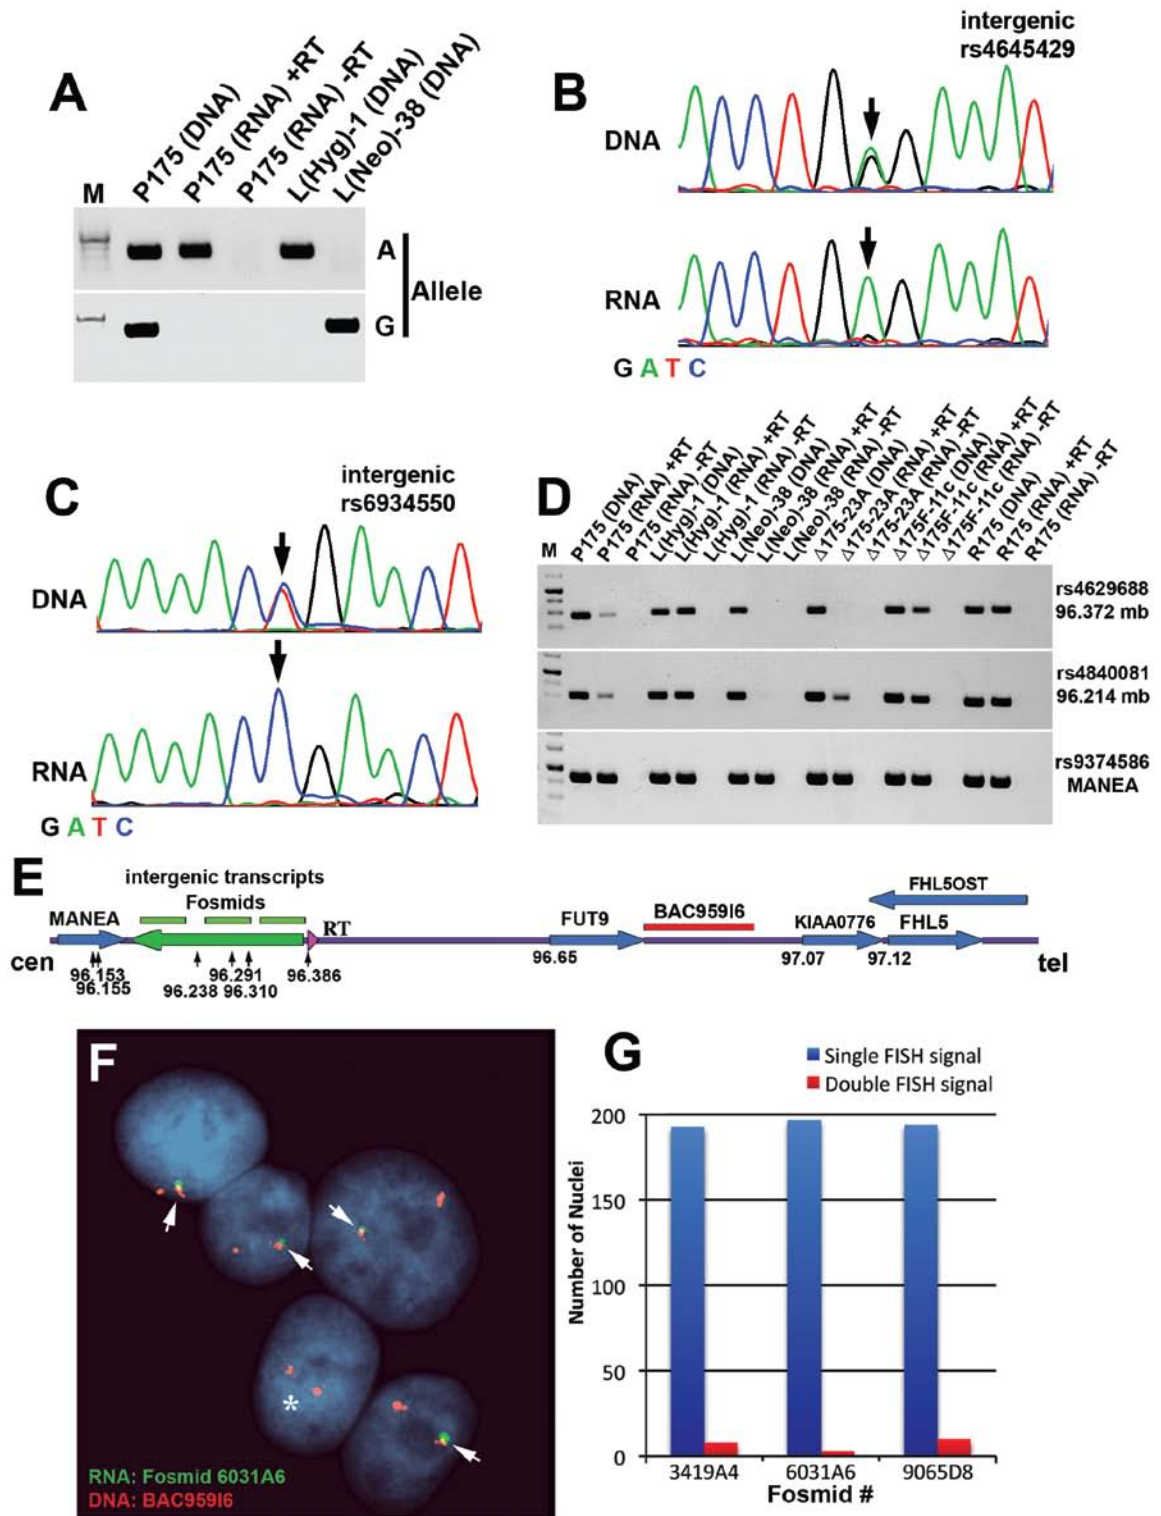 A
M
P175 (DNA)
P175 (RNA) +RT
P175 (RNA) -RT
L(Hyg)-1 (DNA)
L(Neo)-38 (DNA)
A
Allele
G
B
intergenic
rs4645429
DNA
RNA
G A T C
C
intergenic
rs6934550
DNA
RNA
G A T C
D
M
P175 (DNA)
P175 (RNA) +RT
P175 (RNA) -RT
L(Hyg)-1 (DNA)
L(Hyg)-1 (RNA) +RT
L(Hyg)-1 (RNA) -RT
L(Neo)-38 (DNA)
L(Neo)-38 (RNA) +RT
L(Neo)-38 (RNA) -RT
Δ175-23A (DNA)
Δ175-23A (RNA) +RT
Δ175-23A (RNA) -RT
Δ175F-11c (DNA)
Δ175F-11c (RNA) +RT
Δ175F-11c (RNA) -RT
R175 (DNA)
R175 (RNA) +RT
R175 (RNA) -RT
rs4629688
96.372 mb
rs4840081
96.214 mb
rs9374586
MANEA
E
intergenic transcripts
Fosmids
MANEA
RT
FUT9
BAC959I6
KIAA0776
FHL5OST
FHL5
cen
96.153
96.155
96.238
96.291
96.310
96.386
96.65
97.07
97.12
tel
F
*
RNA: Fosmid 6031A6
DNA: BAC959I6
G
Single FISH signal
Double FISH signal
Number of Nuclei
200
150
100
50
0
3419A4
6031A6
9065D8
Fosmid #